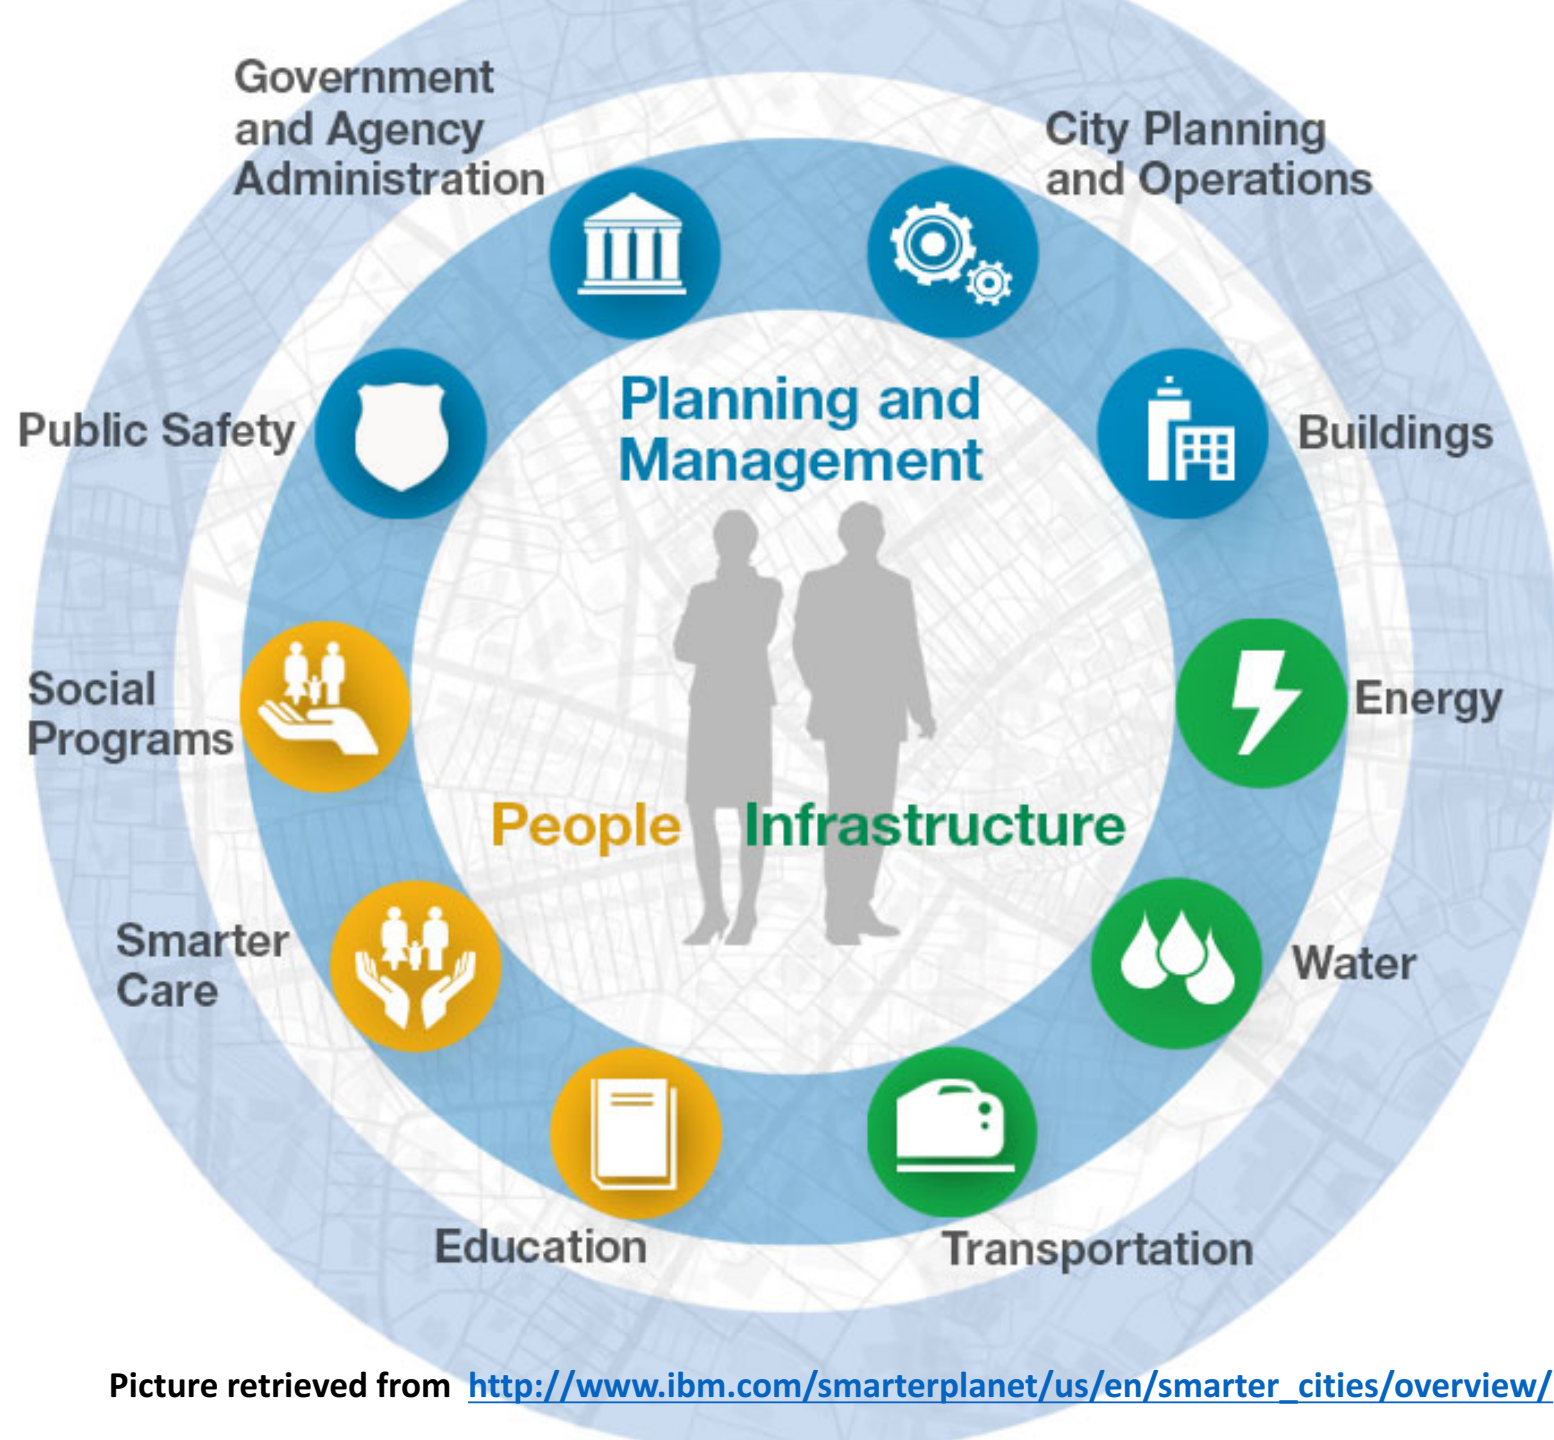 Government
and Agency
Administration
City Planning
and Operations
Public Safety
Planning and
Management
Buildings
Social
Programs
Energy
People
Infrastructure
Smarter
Care
Water
Education
Transportation
Picture retrieved from http://www.ibm.com/smarterplanet/us/en/smarter_cities/overview/